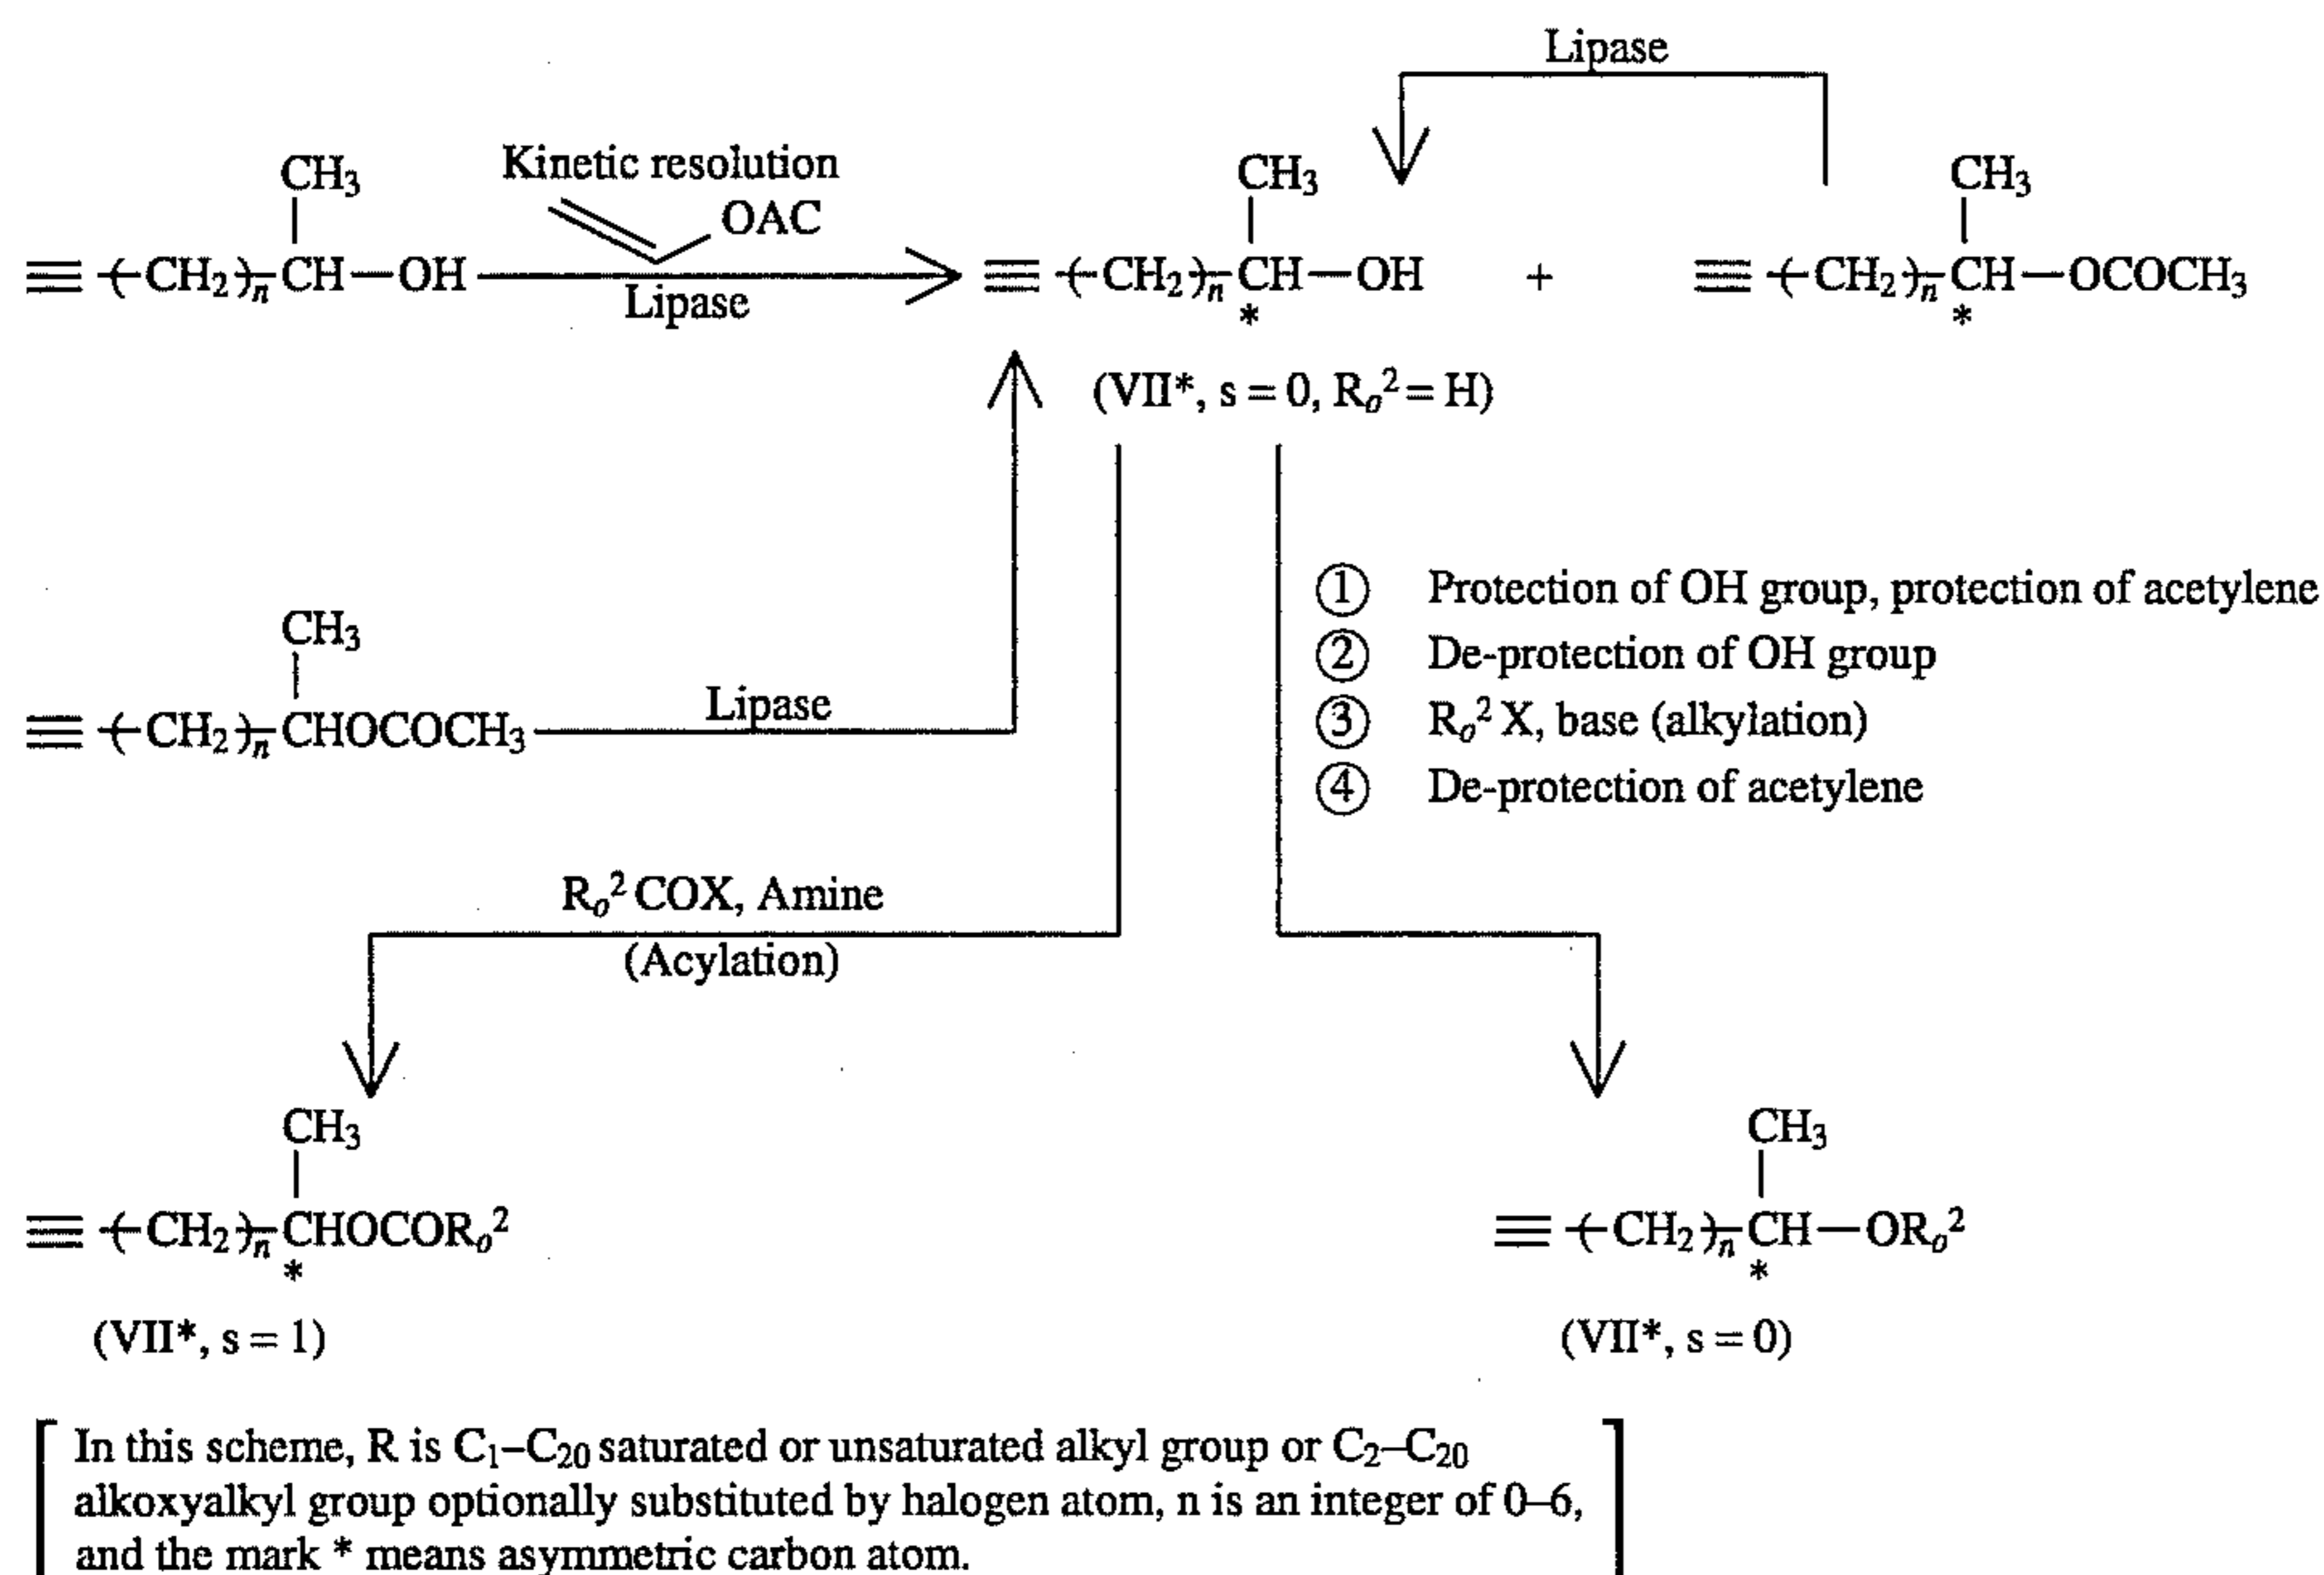 Lipase
CH3
Kinetic resolution
OAC
Lipase
≡-(CH2)n-CH—OH
CH3
≡-(CH2)n-CH—OH
*
+
CH3
≡-(CH2)n-CH—OCOCH3
*
(VII*, s = 0, Ro2 = H)
① Protection of OH group, protection of acetylene
② De-protection of OH group
③ Ro2 X, base (alkylation)
④ De-protection of acetylene
CH3
≡-(CH2)n-CHOCOCH3
Lipase
Ro2 COX, Amine
(Acylation)
CH3
≡-(CH2)n-CHOCORo2
*
(VII*, s = 1)
CH3
≡-(CH2)n-CH—ORo2
*
(VII*, s = 0)
In this scheme, R is C1–C20 saturated or unsaturated alkyl group or C2–C20
alkoxyalkyl group optionally substituted by halogen atom, n is an integer of 0–6,
and the mark * means asymmetric carbon atom.